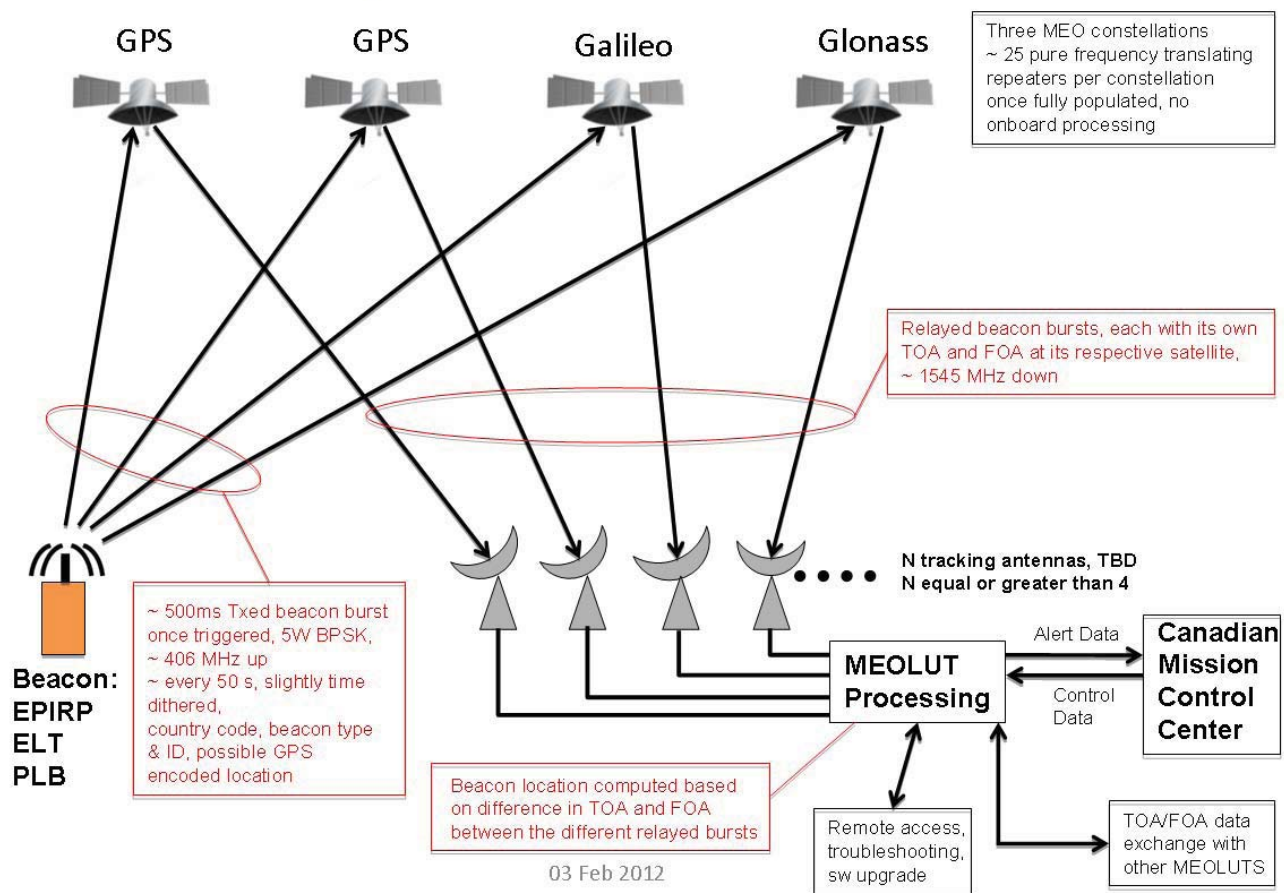 GPS
GPS
Galileo
Glonass
Three MEO constellations
~ 25 pure frequency translating
repeaters per constellation
once fully populated, no
onboard processing
Relayed beacon bursts, each with its own
TOA and FOA at its respective satellite,
~ 1545 MHz down
N tracking antennas, TBD
N equal or greater than 4
~ 500ms Txed beacon burst
once triggered, 5W BPSK,
~ 406 MHz up
~ every 50 s, slightly time
dithered,
country code, beacon type
& ID, possible GPS
encoded location
Beacon:
EPIRP
ELT
PLB
MEOLUT
Processing
Alert Data
Control
Data
Canadian
Mission
Control
Center
Beacon location computed based
on difference in TOA and FOA
between the different relayed bursts
Remote access,
troubleshooting,
sw upgrade
TOA/FOA data
exchange with
other MEOLUTS
03 Feb 2012